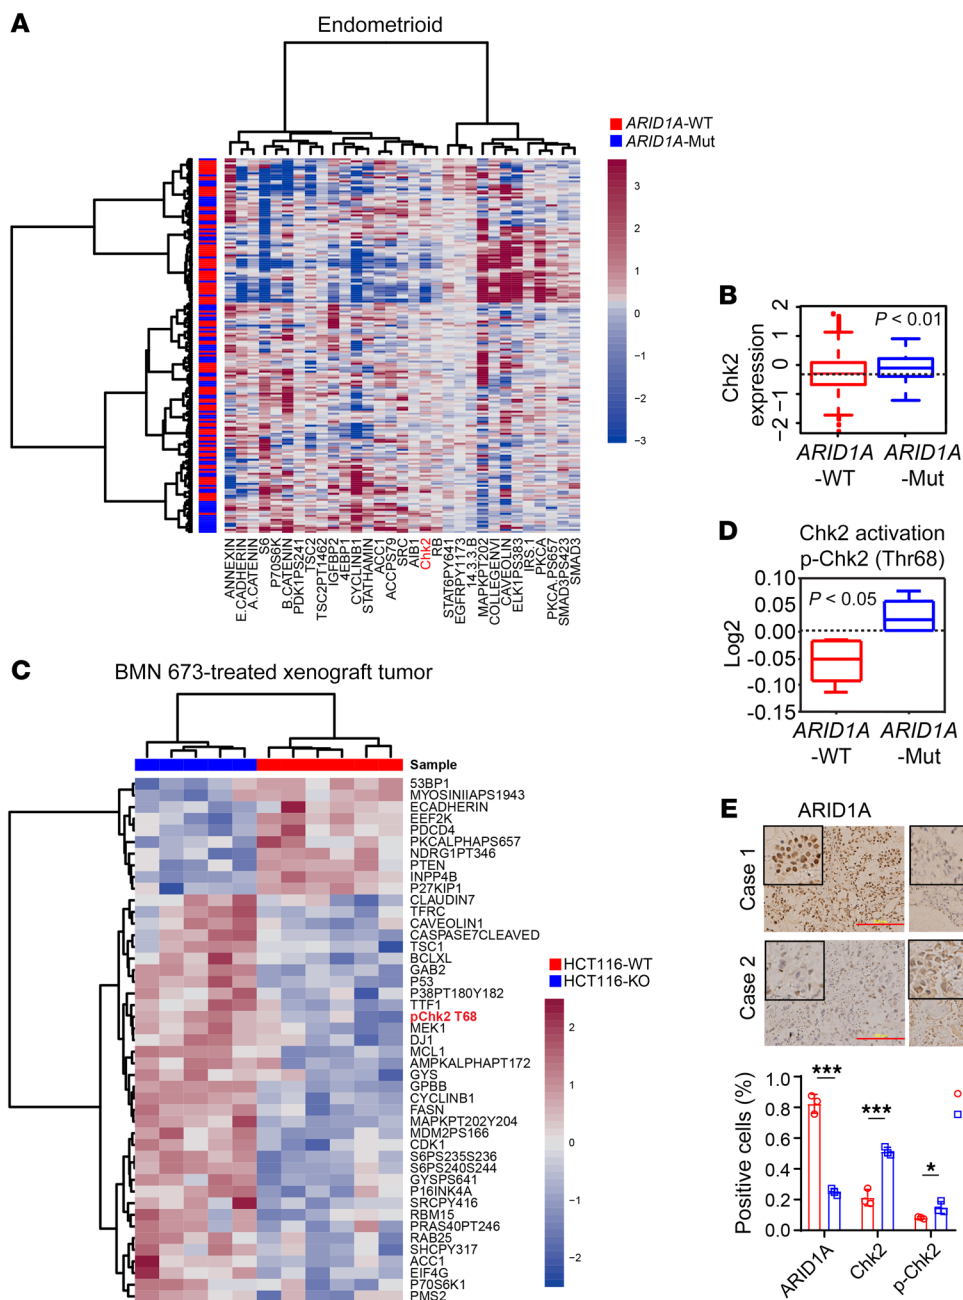 A
Endometrioid
ARID1A-WT
ARID1A-Mut
3
2
1
0
−1
−2
−3
ANNEXIN
E.CADHERIN
A.CATENIN
S6
P70S6K
B.CATENIN
PDK1PS241
TSC2
TSC2PT1462
IGFBP2
4EBP1
CYCLINB1
STATHAMIN
ACC1
ACCPS79
SRC
AIB1
Chk2
RB
STAT6PY641
EGFRPY1173
14.3.3.B
MAPKPT202
COLLEGENVI
CAVEOLIN
ELK1PS383
IRS.1
PKCA
PKCA.PS657
SMAD3PS423
SMAD3
B
Chk2
expression
2
1
0
−1
−2
P < 0.01
ARID1A
-WT
ARID1A
-Mut
D
Chk2 activation
p-Chk2 (Thr68)
Log2
0.10
0.05
0.00
-0.05
-0.10
-0.15
P < 0.05
ARID1A
-WT
ARID1A
-Mut
C
BMN 673-treated xenograft tumor
Sample
53BP1
MYOSINIIAPS1943
ECADHERIN
EEF2K
PDCD4
PKCALPHAPS657
NDRG1PT346
PTEN
INPP4B
P27KIP1
CLAUDIN7
TFRC
CAVEOLIN1
CASPASE7CLEAVED
TSC1
BCLXL
GAB2
P53
P38PT180Y182
TTF1
pChk2 T68
MEK1
DJ1
MCL1
AMPKALPHAPT172
GYS
GPBB
CYCLINB1
FASN
MAPKPT202Y204
MDM2PS166
CDK1
S6PS235S236
S6PS240S244
GYSPS641
P16INK4A
SRCPY416
RBM15
PRAS40PT246
RAB25
SHCPY317
ACC1
EIF4G
P70S6K1
PMS2
HCT116-WT
HCT116-KO
2
1
0
−1
−2
E
ARID1A
Case 1
Case 2
Positive cells (%)
1.0
0.8
0.6
0.4
0.2
0.0
***
***
*
ARID1A
Chk2
p-Chk2